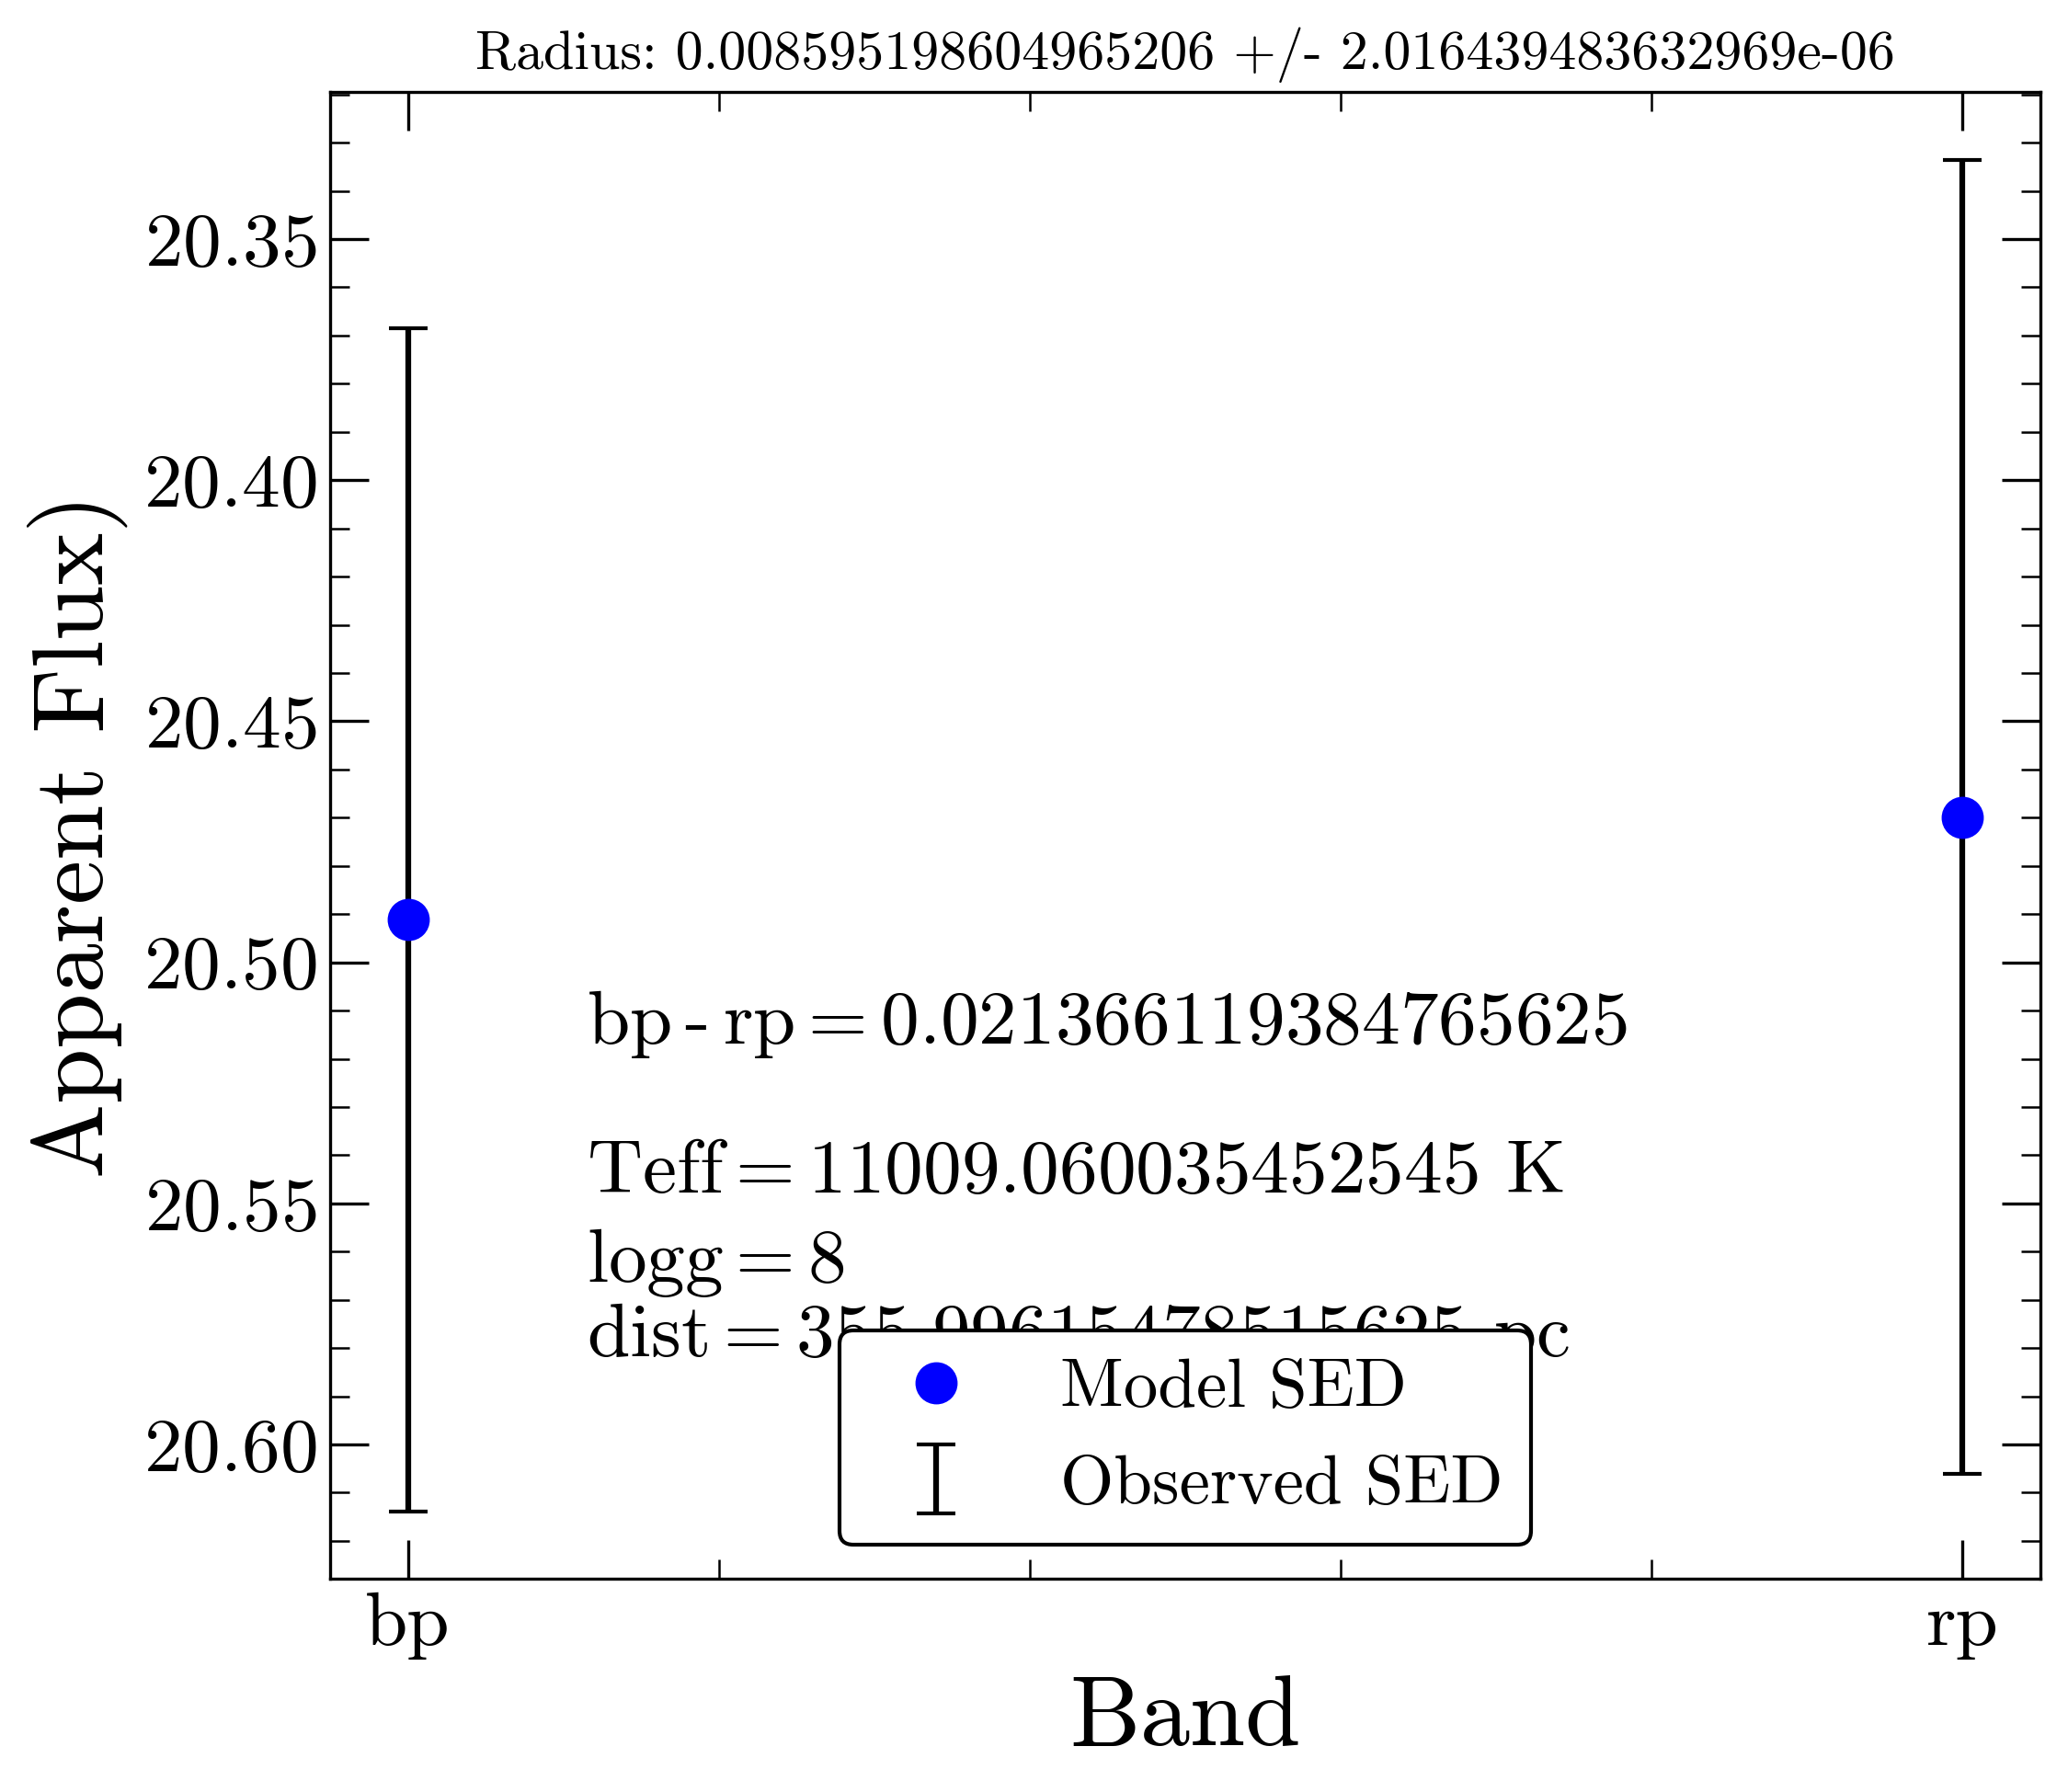 Radius: 0.008595198604965206 +/- 2.016439483632969e-06
Apparent Flux)
20.35
20.40
20.45
20.50
20.55
20.60
bp - rp = 0.021366119384765625
Teff = 11009.060035452545 K
logg = 8
dist = 355.99615478515625 pc
Model SED
Observed SED
bp
rp
Band